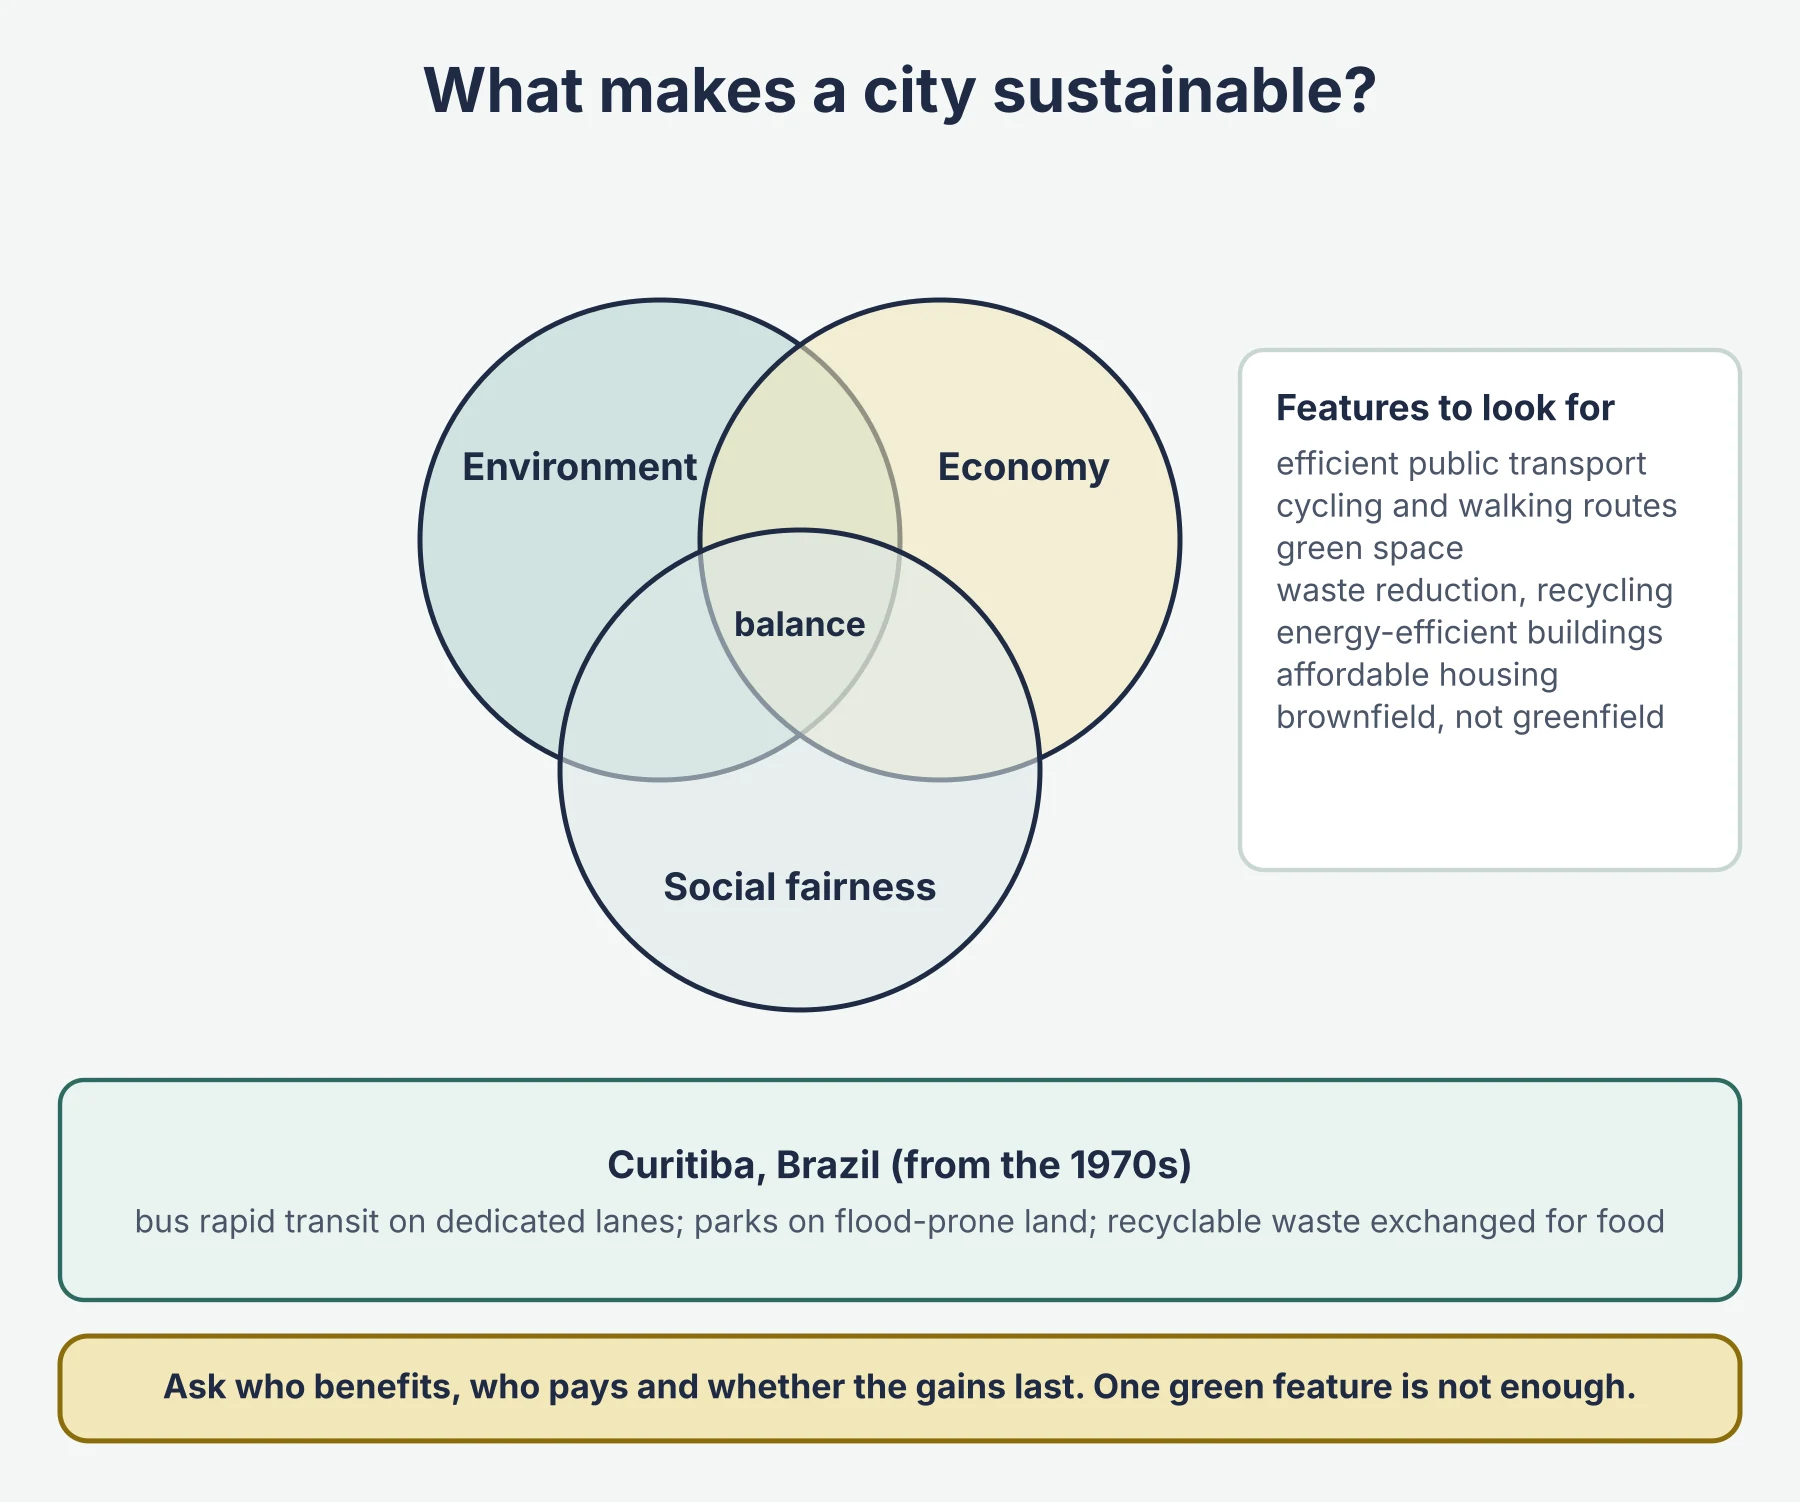 What makes a city sustainable?
Environment
Economy
balance
Social fairness
Features to look for
efficient public transport
cycling and walking routes
green space
waste reduction, recycling
energy-efficient buildings
affordable housing
brownfield, not greenfield
Curitiba, Brazil (from the 1970s)
bus rapid transit on dedicated lanes; parks on flood-prone land; recyclable waste exchanged for food
Ask who benefits, who pays and whether the gains last. One green feature is not enough.